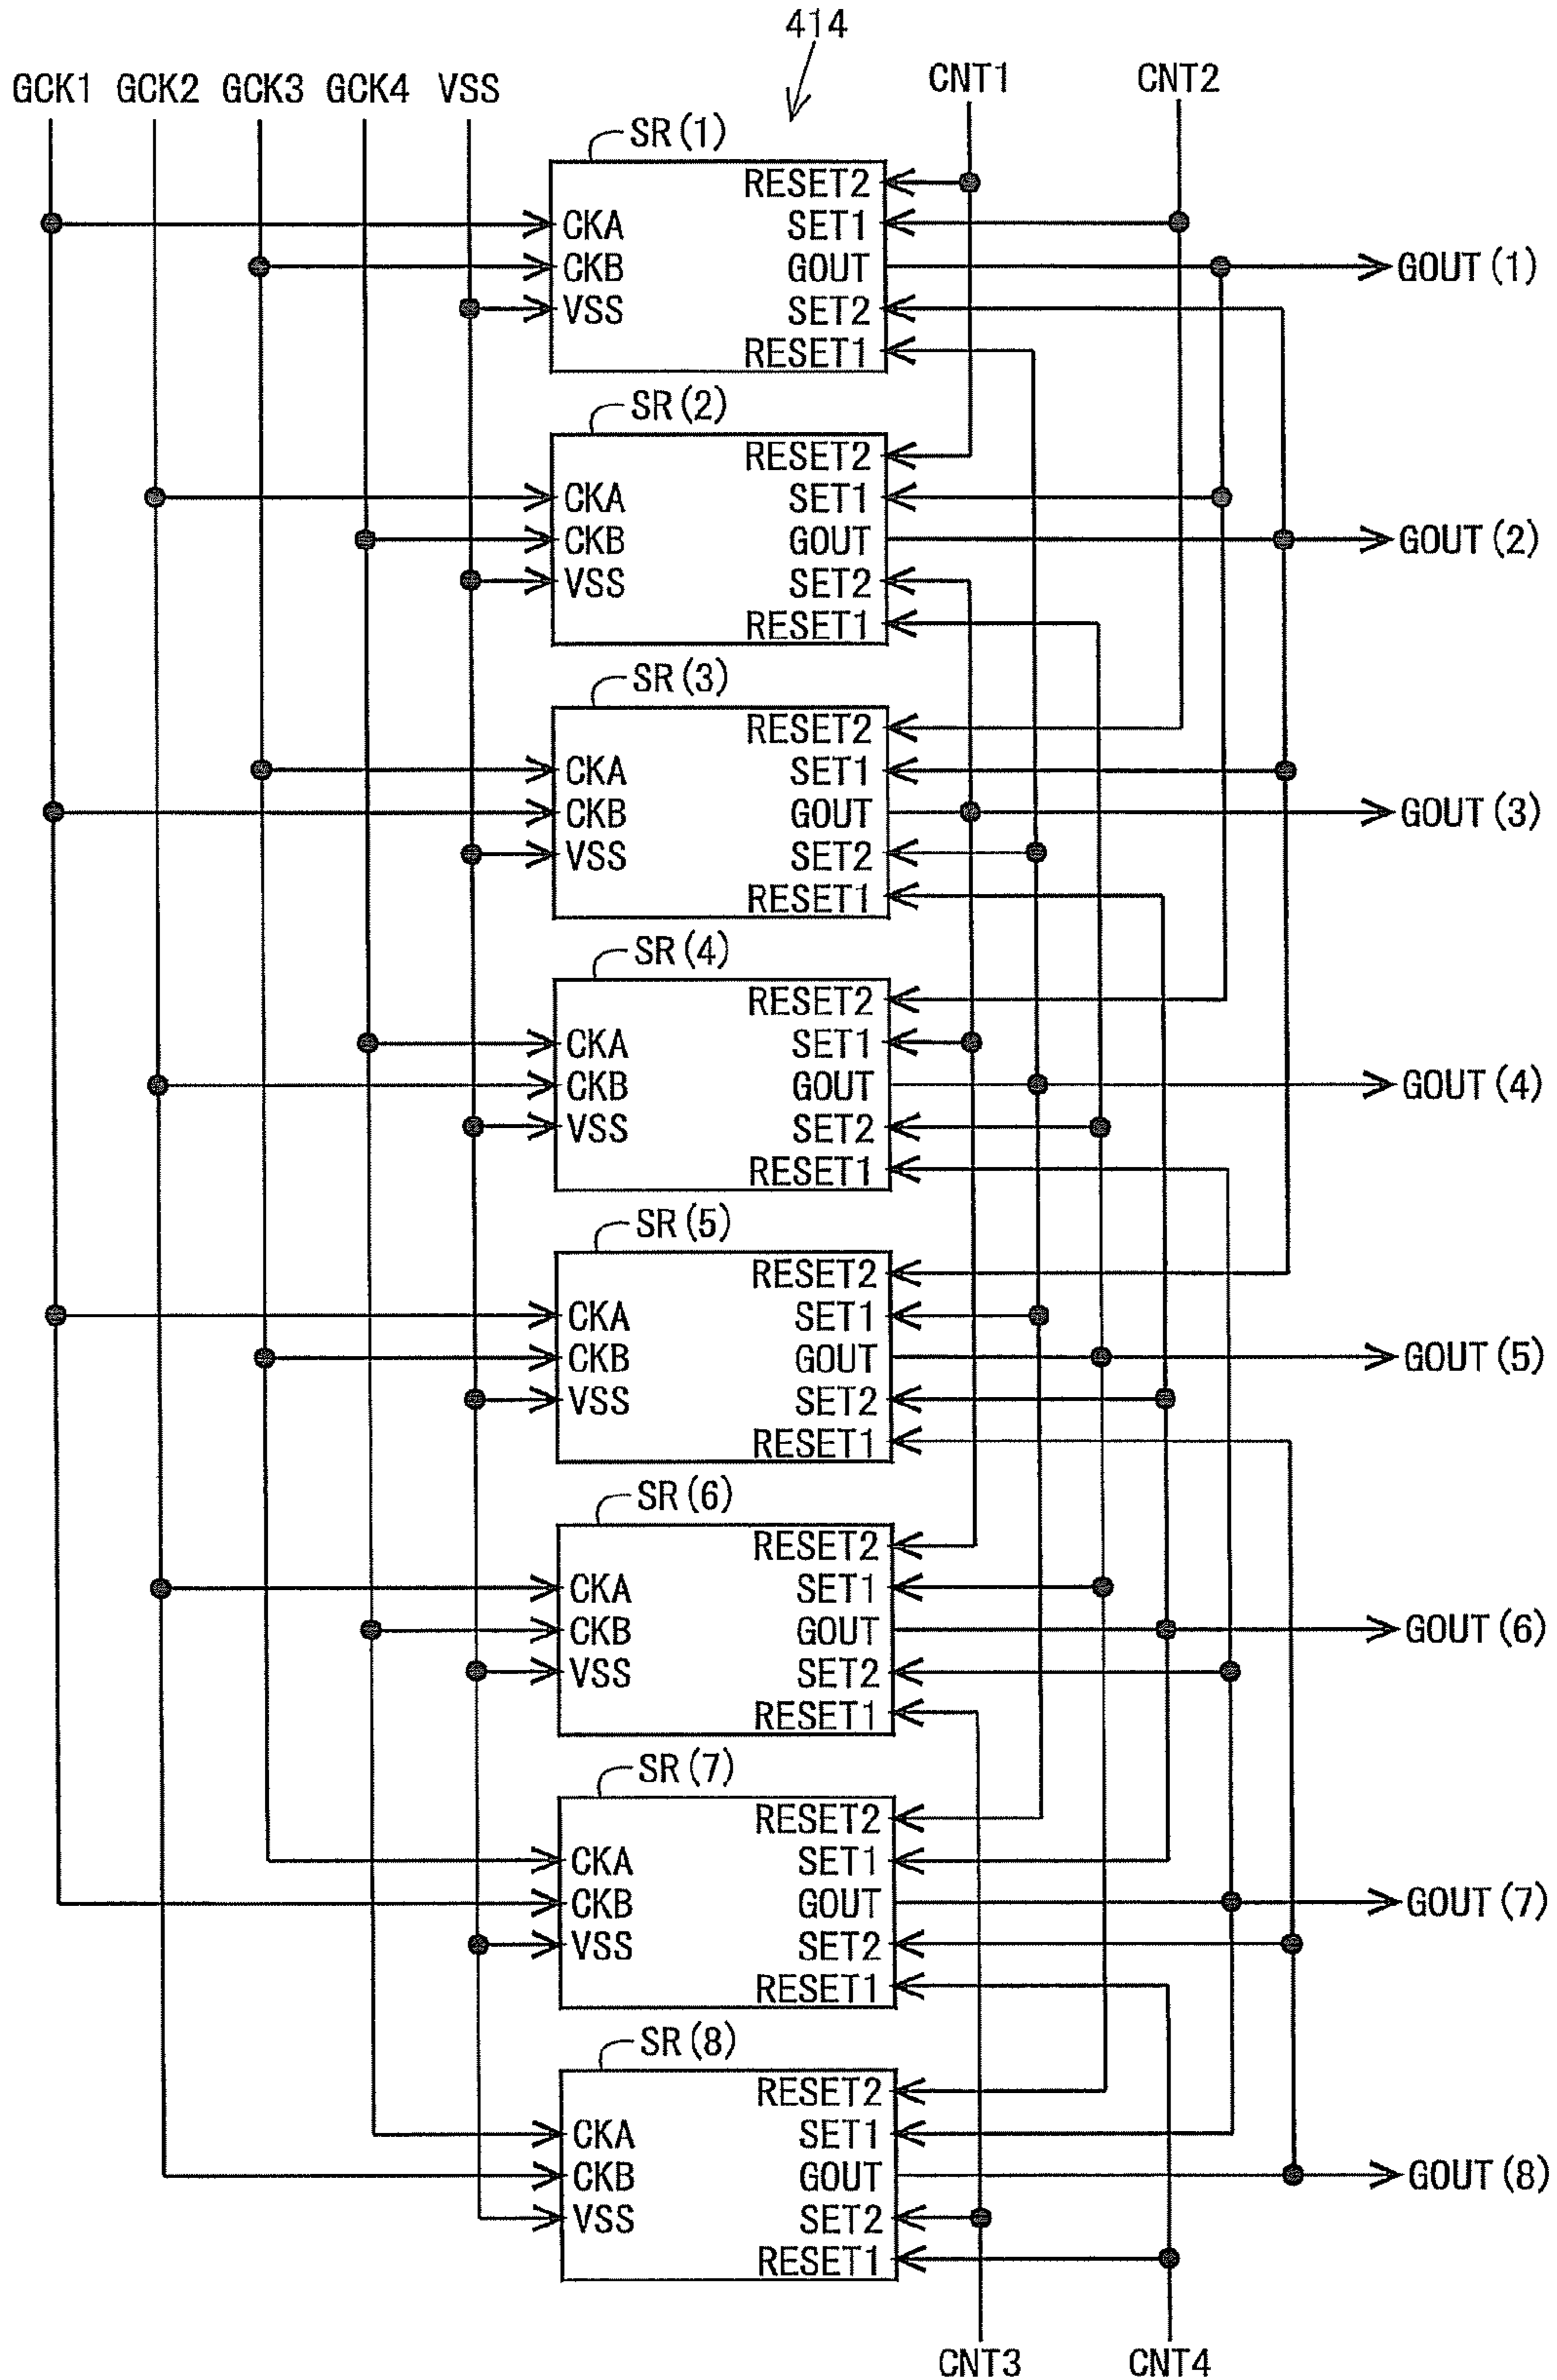 414
GCK1 GCK2 GCK3 GCK4 VSS CNT1 CNT2
SR(1)
RESET2
CKA SET1
CKB GOUT GOUT(1)
VSS SET2
RESET1
SR(2)
RESET2
CKA SET1
CKB GOUT GOUT(2)
VSS SET2
RESET1
SR(3)
RESET2
CKA SET1
CKB GOUT GOUT(3)
VSS SET2
RESET1
SR(4)
RESET2
CKA SET1
CKB GOUT GOUT(4)
VSS SET2
RESET1
SR(5)
RESET2
CKA SET1
CKB GOUT GOUT(5)
VSS SET2
RESET1
SR(6)
RESET2
CKA SET1
CKB GOUT GOUT(6)
VSS SET2
RESET1
SR(7)
RESET2
CKA SET1
CKB GOUT GOUT(7)
VSS SET2
RESET1
SR(8)
RESET2
CKA SET1
CKB GOUT GOUT(8)
VSS SET2
RESET1
CNT3 CNT4